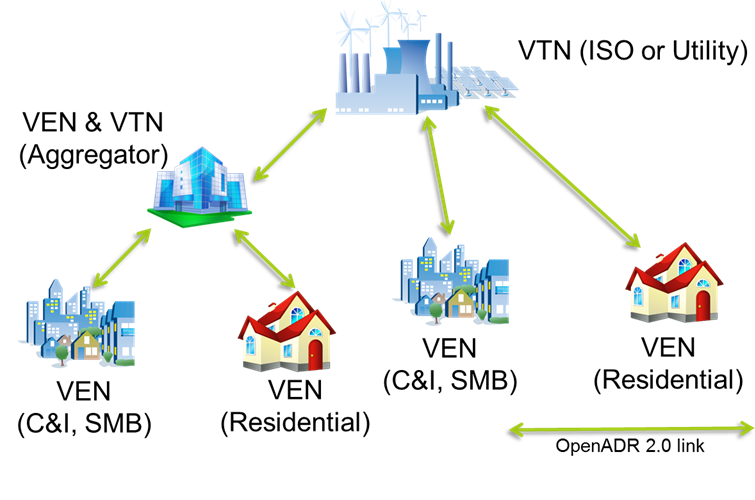 VTN (ISO or Utility)
VEN & VTN
(Aggregator)
VEN
(C&I, SMB)
VEN
(Residential)
VEN
(C&I, SMB)
VEN
(Residential)
OpenADR 2.0 link